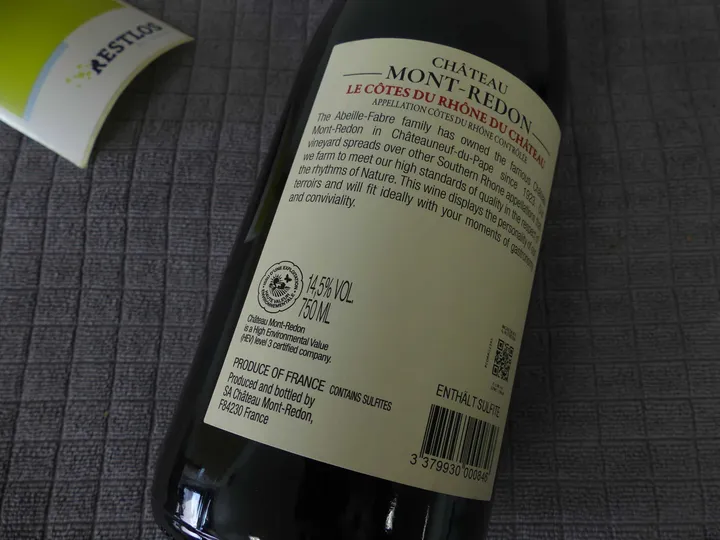 RESTLOS
CHÂTEAU
MONT-REDON
LE CÔTES DU RHÔNE DU CHÂTEAU
APPELLATION CÔTES DU RHÔNE CONTRÔLÉE
The Abeille-Fabre family has owned the famous Château
Mont-Redon in Châteauneuf-du-Pape since 1923.
vineyard spreads over other Southern Rhone appellations
we farm to meet our high standards of quality in the respect
the rhythms of Nature. This wine displays the personality of our
terroirs and will fit ideally with your moments of gastronomy
and conviviality.
14,5% VOL.
750 ML
Château Mont-Redon
is a High Environmental Value
(HEV) level 3 certified company.
PRODUCE OF FRANCE CONTAINS SULFITES
Produced and bottled by
SA Château Mont-Redon,
F84230 France
ENTHÄLT SULFITE
3 379930 000846